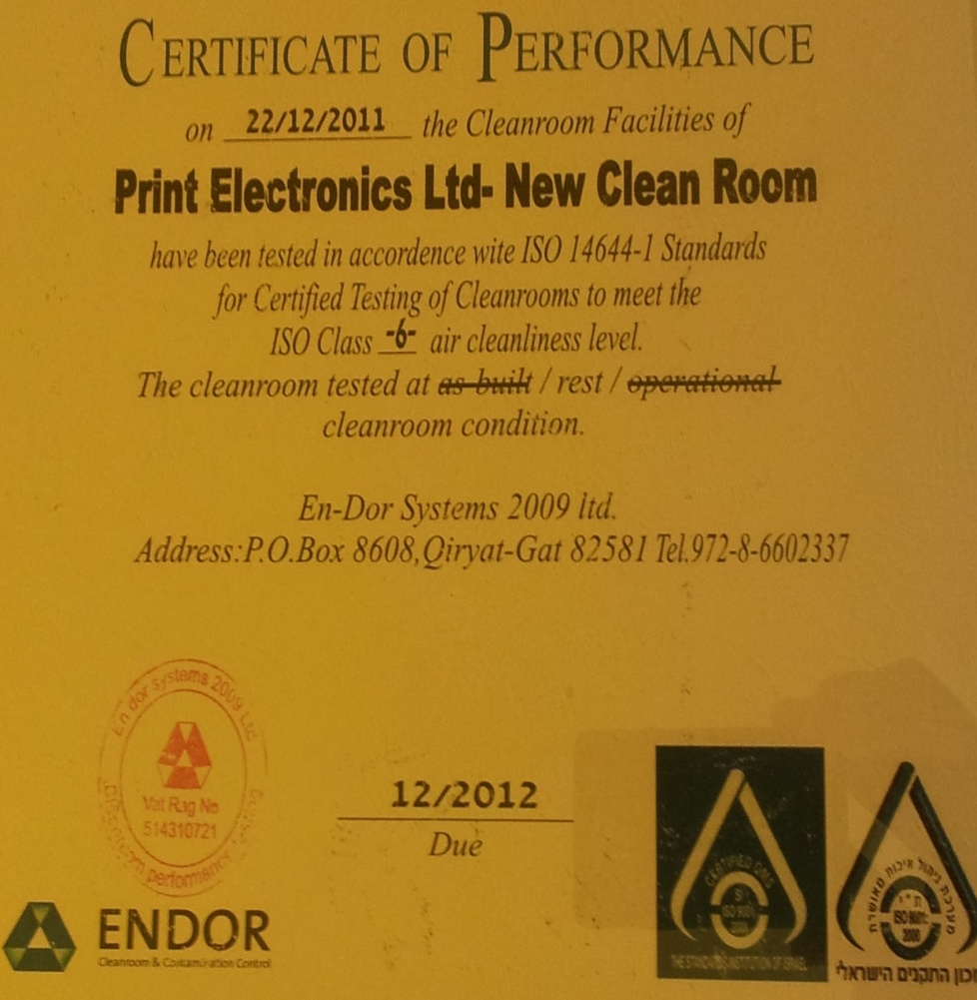 CERTIFICATE OF PERFORMANCE
on 22/12/2011 the Cleanroom Facilities of
Print Electronics Ltd- New Clean Room
have been tested in accordence wite ISO 14644-1 Standards
for Certified Testing of Cleanrooms to meet the
ISO Class -6- air cleanliness level.
The cleanroom tested at as-built / rest / operational
cleanroom condition.
En-Dor Systems 2009 ltd.
Address:P.O.Box 8608,Qiryat-Gat 82581 Tel.972-8-6602337
En dor systems 2009 Ltd
Vat Rag No
514310721
performance
12/2012
Due
ENDOR
Cleanroom & Contamination Control
CERTIFIED QMS
SI
ISO 9001
THE STANDARDS INSTITUTION OF ISRAEL
מערכת ניהול איכות מאושרת
ת"י
ISO 9001:
2000
מכון התקנים הישראלי